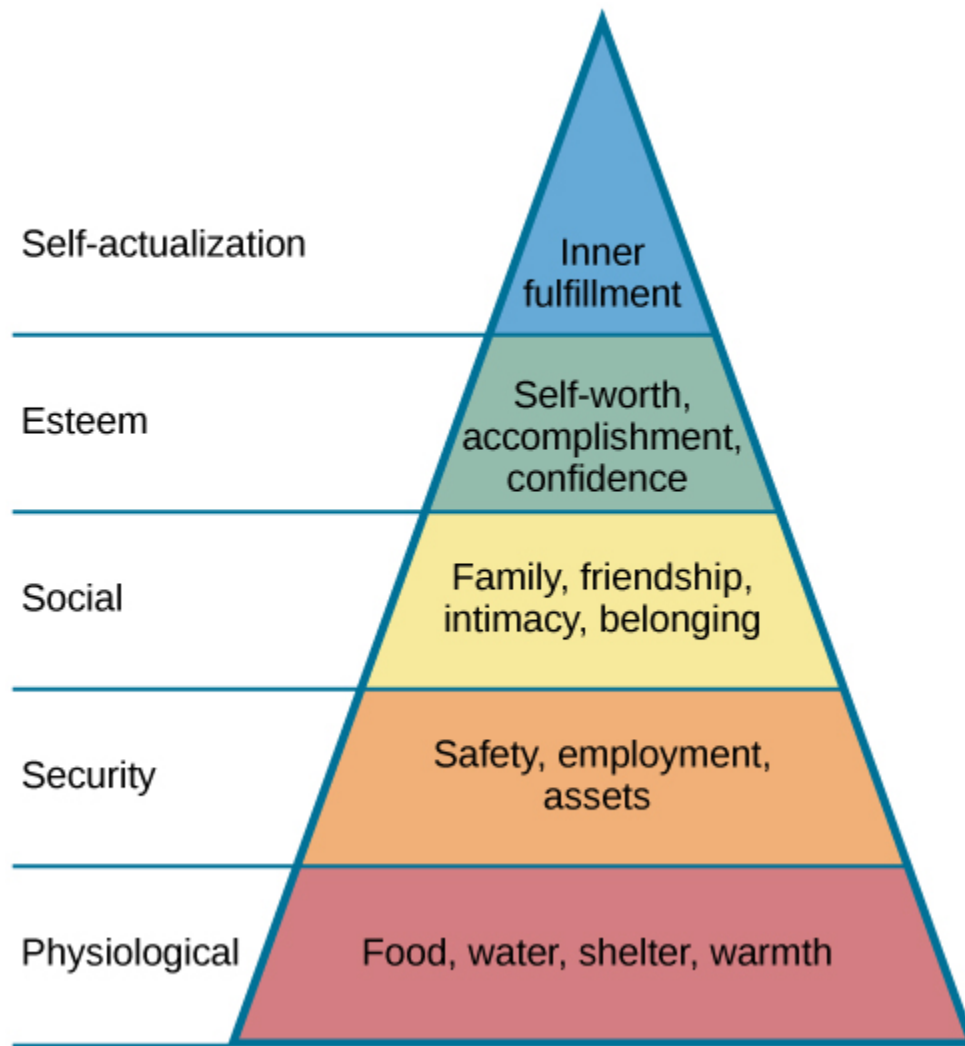 Self-actualization
Inner
fulfillment
Esteem
Self-worth,
accomplishment,
confidence
Social
Family, friendship,
intimacy, belonging
Security
Safety, employment,
assets
Physiological
Food, water, shelter, warmth